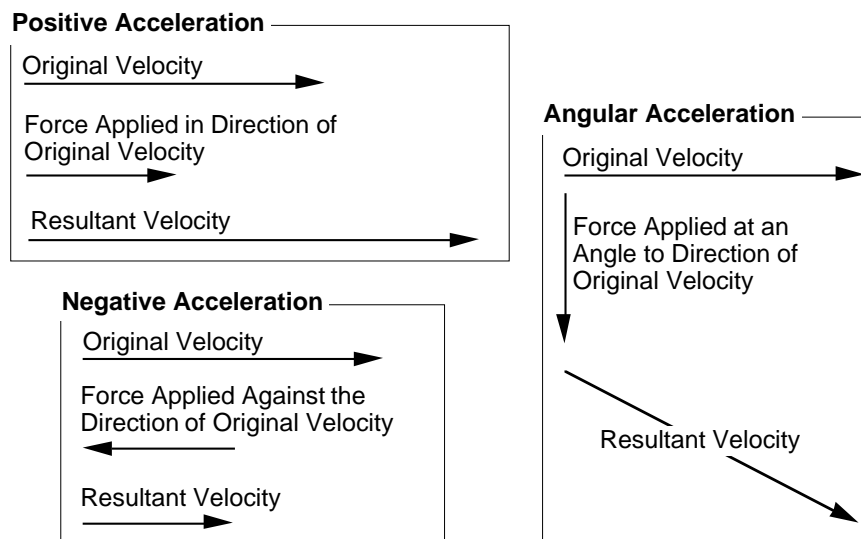 Positive Acceleration
Original Velocity
Force Applied in Direction of
Original Velocity
Resultant Velocity
Negative Acceleration
Original Velocity
Force Applied Against the
Direction of Original Velocity
Resultant Velocity
Angular Acceleration
Original Velocity
Force Applied at an
Angle to Direction of
Original Velocity
Resultant Velocity